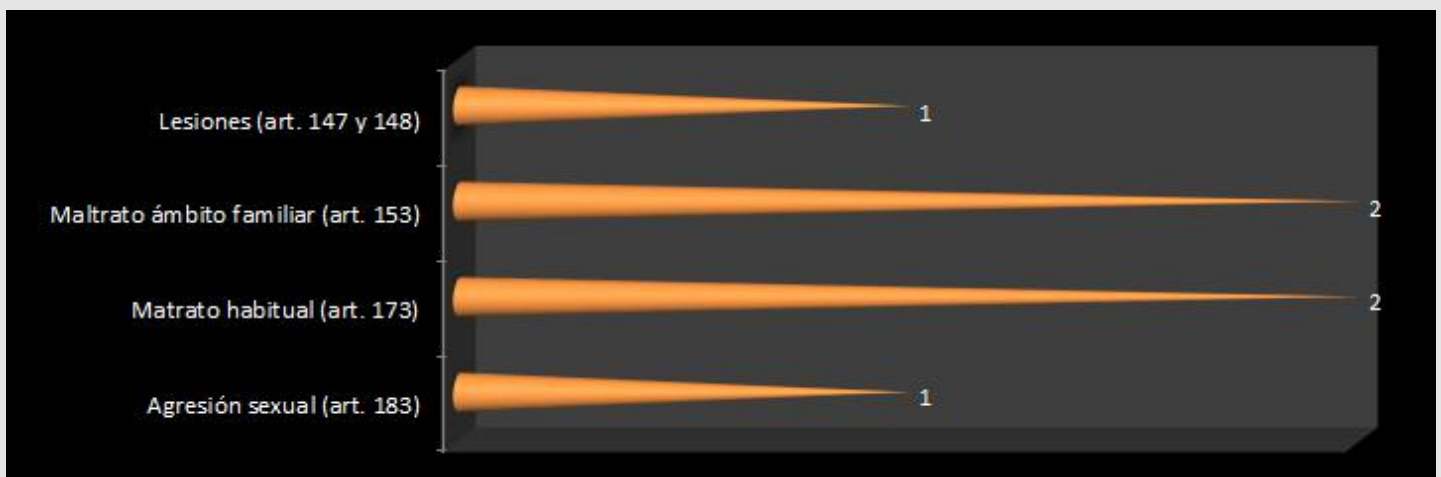 Lesiones (art. 147 y 148)
1
Maltrato ámbito familiar (art. 153)
2
Matrato habitual (art. 173)
2
Agresión sexual (art. 183)
1